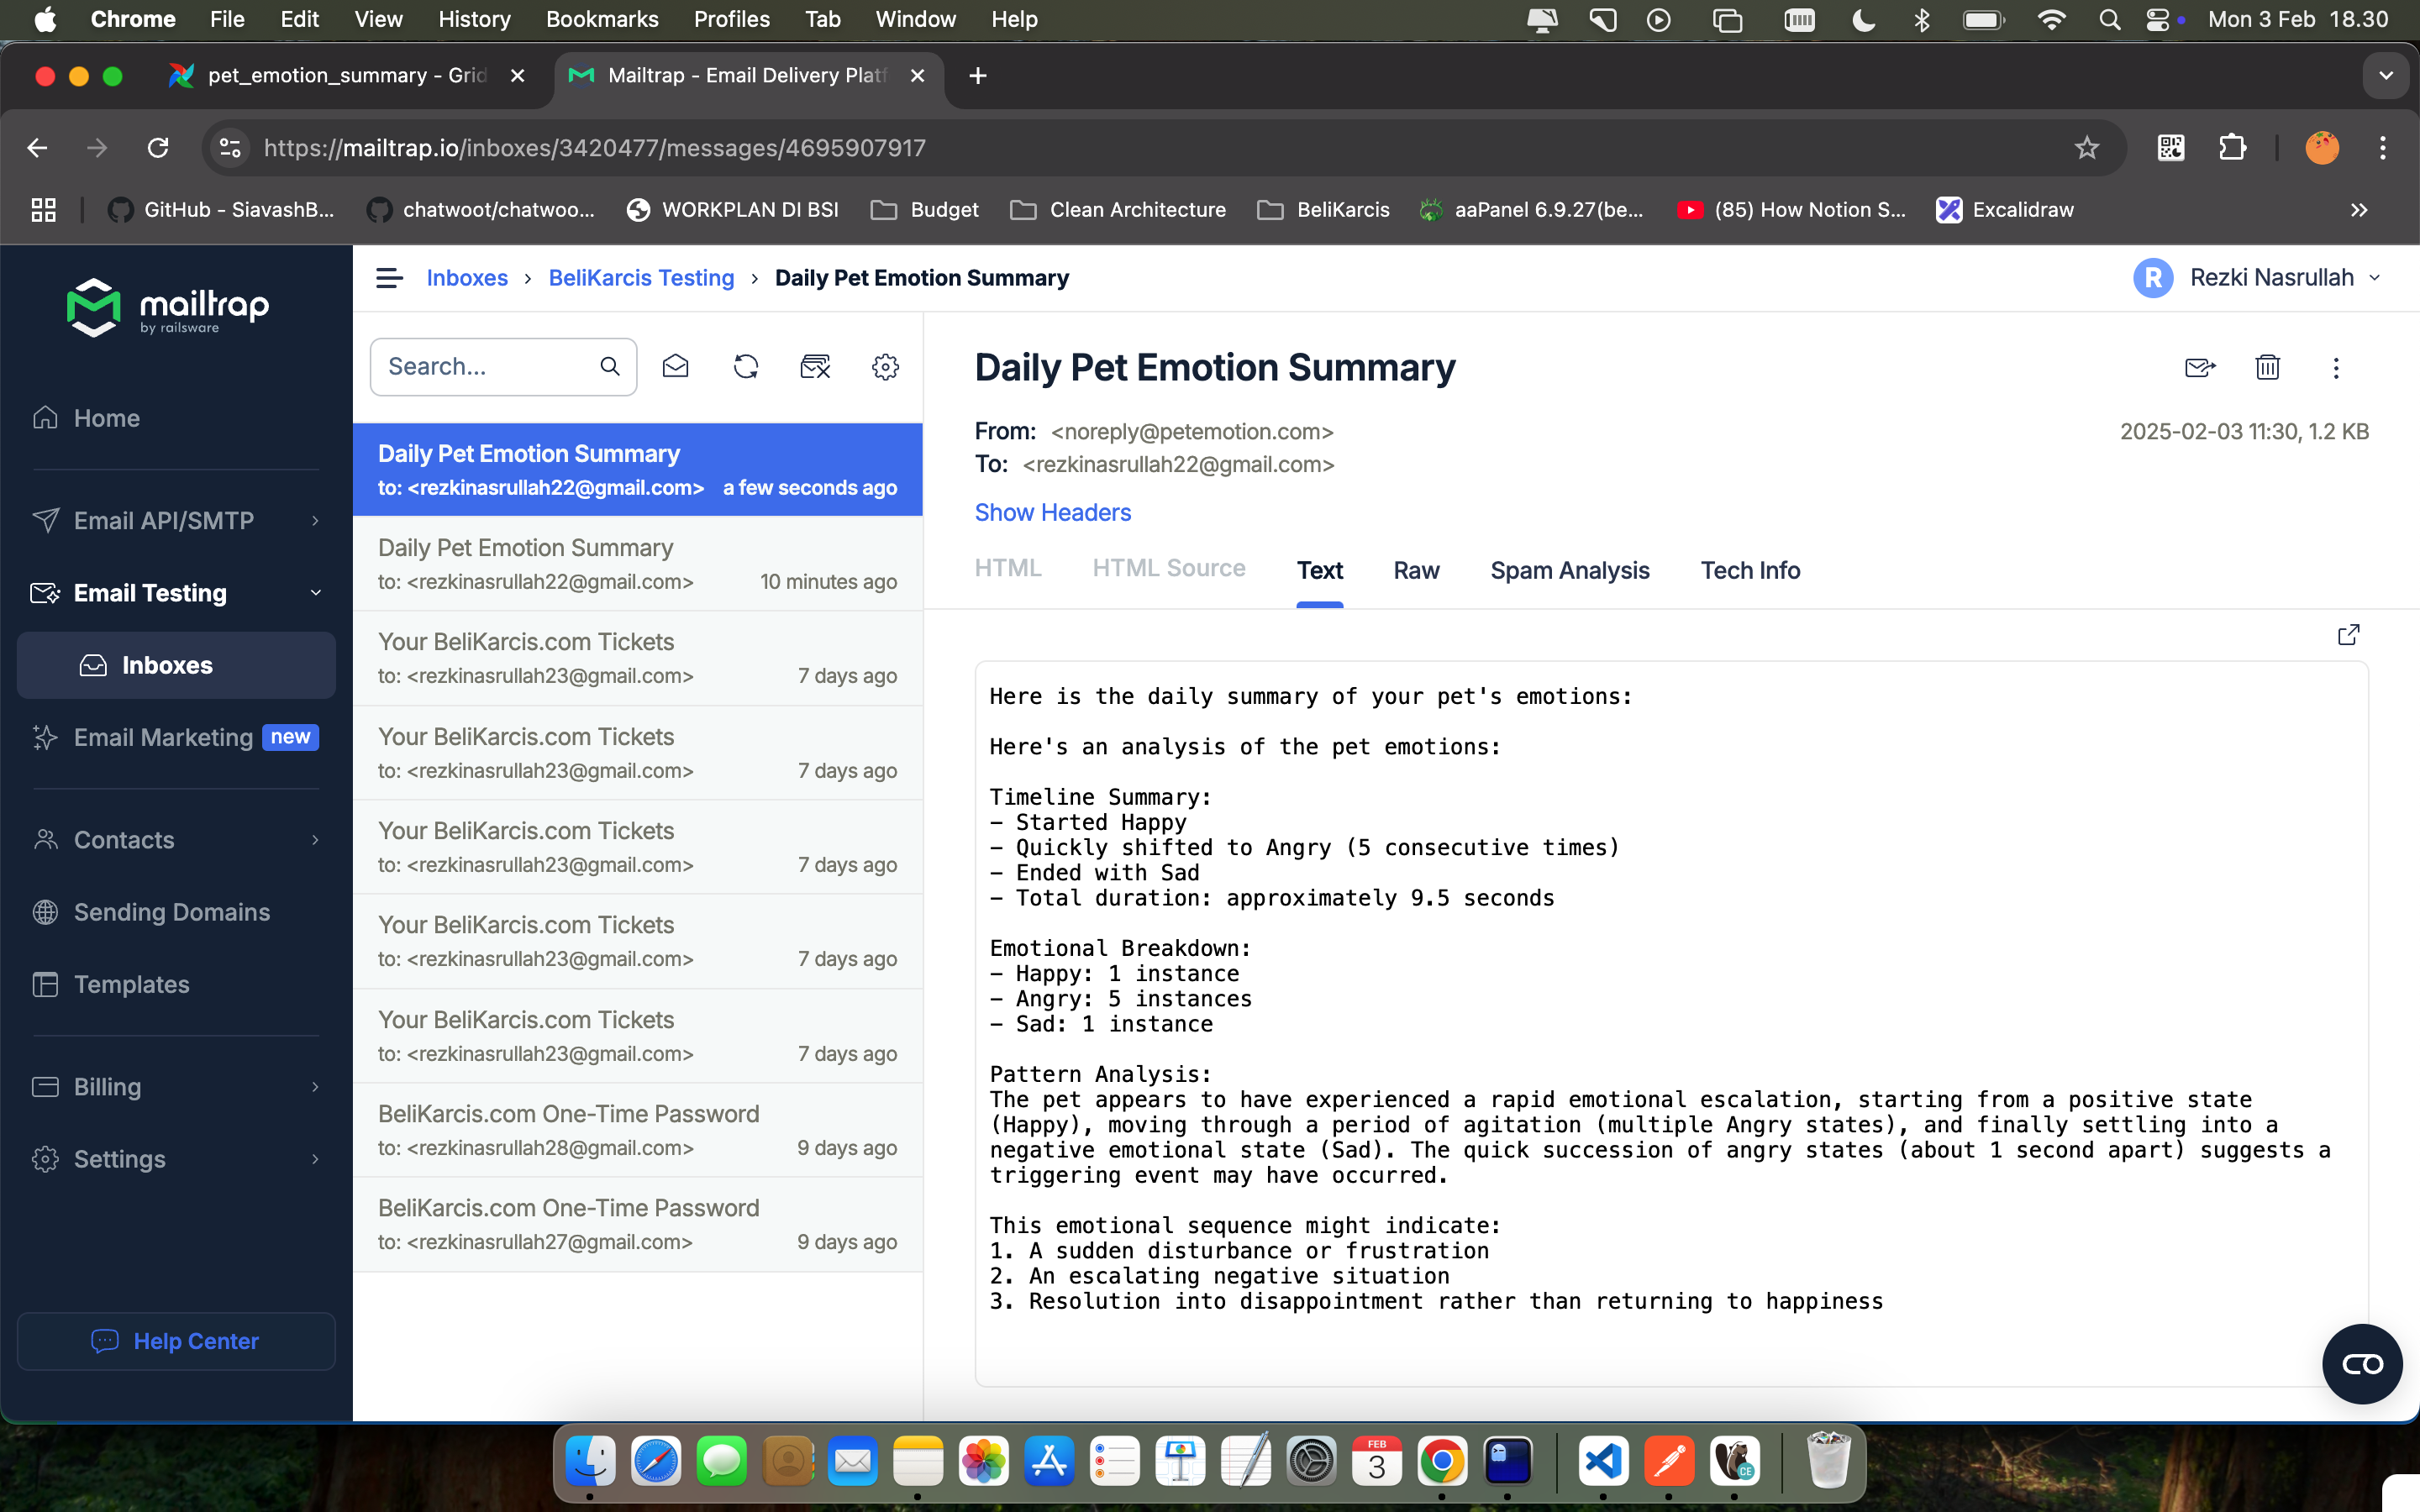 Chrome File Edit View History Bookmarks Profiles Tab Window Help Mon 3 Feb 18.30
pet_emotion_summary - Grid Mailtrap - Email Delivery Platf
https://mailtrap.io/inboxes/3420477/messages/4695907917
GitHub - SiavashB... chatwoot/chatwoo... WORKPLAN DI BSI Budget Clean Architecture BeliKarcis aaPanel 6.9.27(be... (85) How Notion S... Excalidraw
mailtrap
by railsware
Home
Email API/SMTP
Email Testing
Inboxes
Email Marketing new
Contacts
Sending Domains
Templates
Billing
Settings
Help Center
Inboxes › BeliKarcis Testing › Daily Pet Emotion Summary
R Rezki Nasrullah
Search...
Daily Pet Emotion Summary
to: <rezkinasrullah22@gmail.com> a few seconds ago
Daily Pet Emotion Summary
to: <rezkinasrullah22@gmail.com> 10 minutes ago
Your BeliKarcis.com Tickets
to: <rezkinasrullah23@gmail.com> 7 days ago
Your BeliKarcis.com Tickets
to: <rezkinasrullah23@gmail.com> 7 days ago
Your BeliKarcis.com Tickets
to: <rezkinasrullah23@gmail.com> 7 days ago
Your BeliKarcis.com Tickets
to: <rezkinasrullah23@gmail.com> 7 days ago
Your BeliKarcis.com Tickets
to: <rezkinasrullah23@gmail.com> 7 days ago
BeliKarcis.com One-Time Password
to: <rezkinasrullah28@gmail.com> 9 days ago
BeliKarcis.com One-Time Password
to: <rezkinasrullah27@gmail.com> 9 days ago
Daily Pet Emotion Summary
From: <noreply@petemotion.com> 2025-02-03 11:30, 1.2 KB
To: <rezkinasrullah22@gmail.com>
Show Headers
HTML HTML Source Text Raw Spam Analysis Tech Info
Here is the daily summary of your pet's emotions:
Here's an analysis of the pet emotions:
Timeline Summary:
- Started Happy
- Quickly shifted to Angry (5 consecutive times)
- Ended with Sad
- Total duration: approximately 9.5 seconds
Emotional Breakdown:
- Happy: 1 instance
- Angry: 5 instances
- Sad: 1 instance
Pattern Analysis:
The pet appears to have experienced a rapid emotional escalation, starting from a positive state
(Happy), moving through a period of agitation (multiple Angry states), and finally settling into a
negative emotional state (Sad). The quick succession of angry states (about 1 second apart) suggests a
triggering event may have occurred.
This emotional sequence might indicate:
1. A sudden disturbance or frustration
2. An escalating negative situation
3. Resolution into disappointment rather than returning to happiness
FEB
3
CE